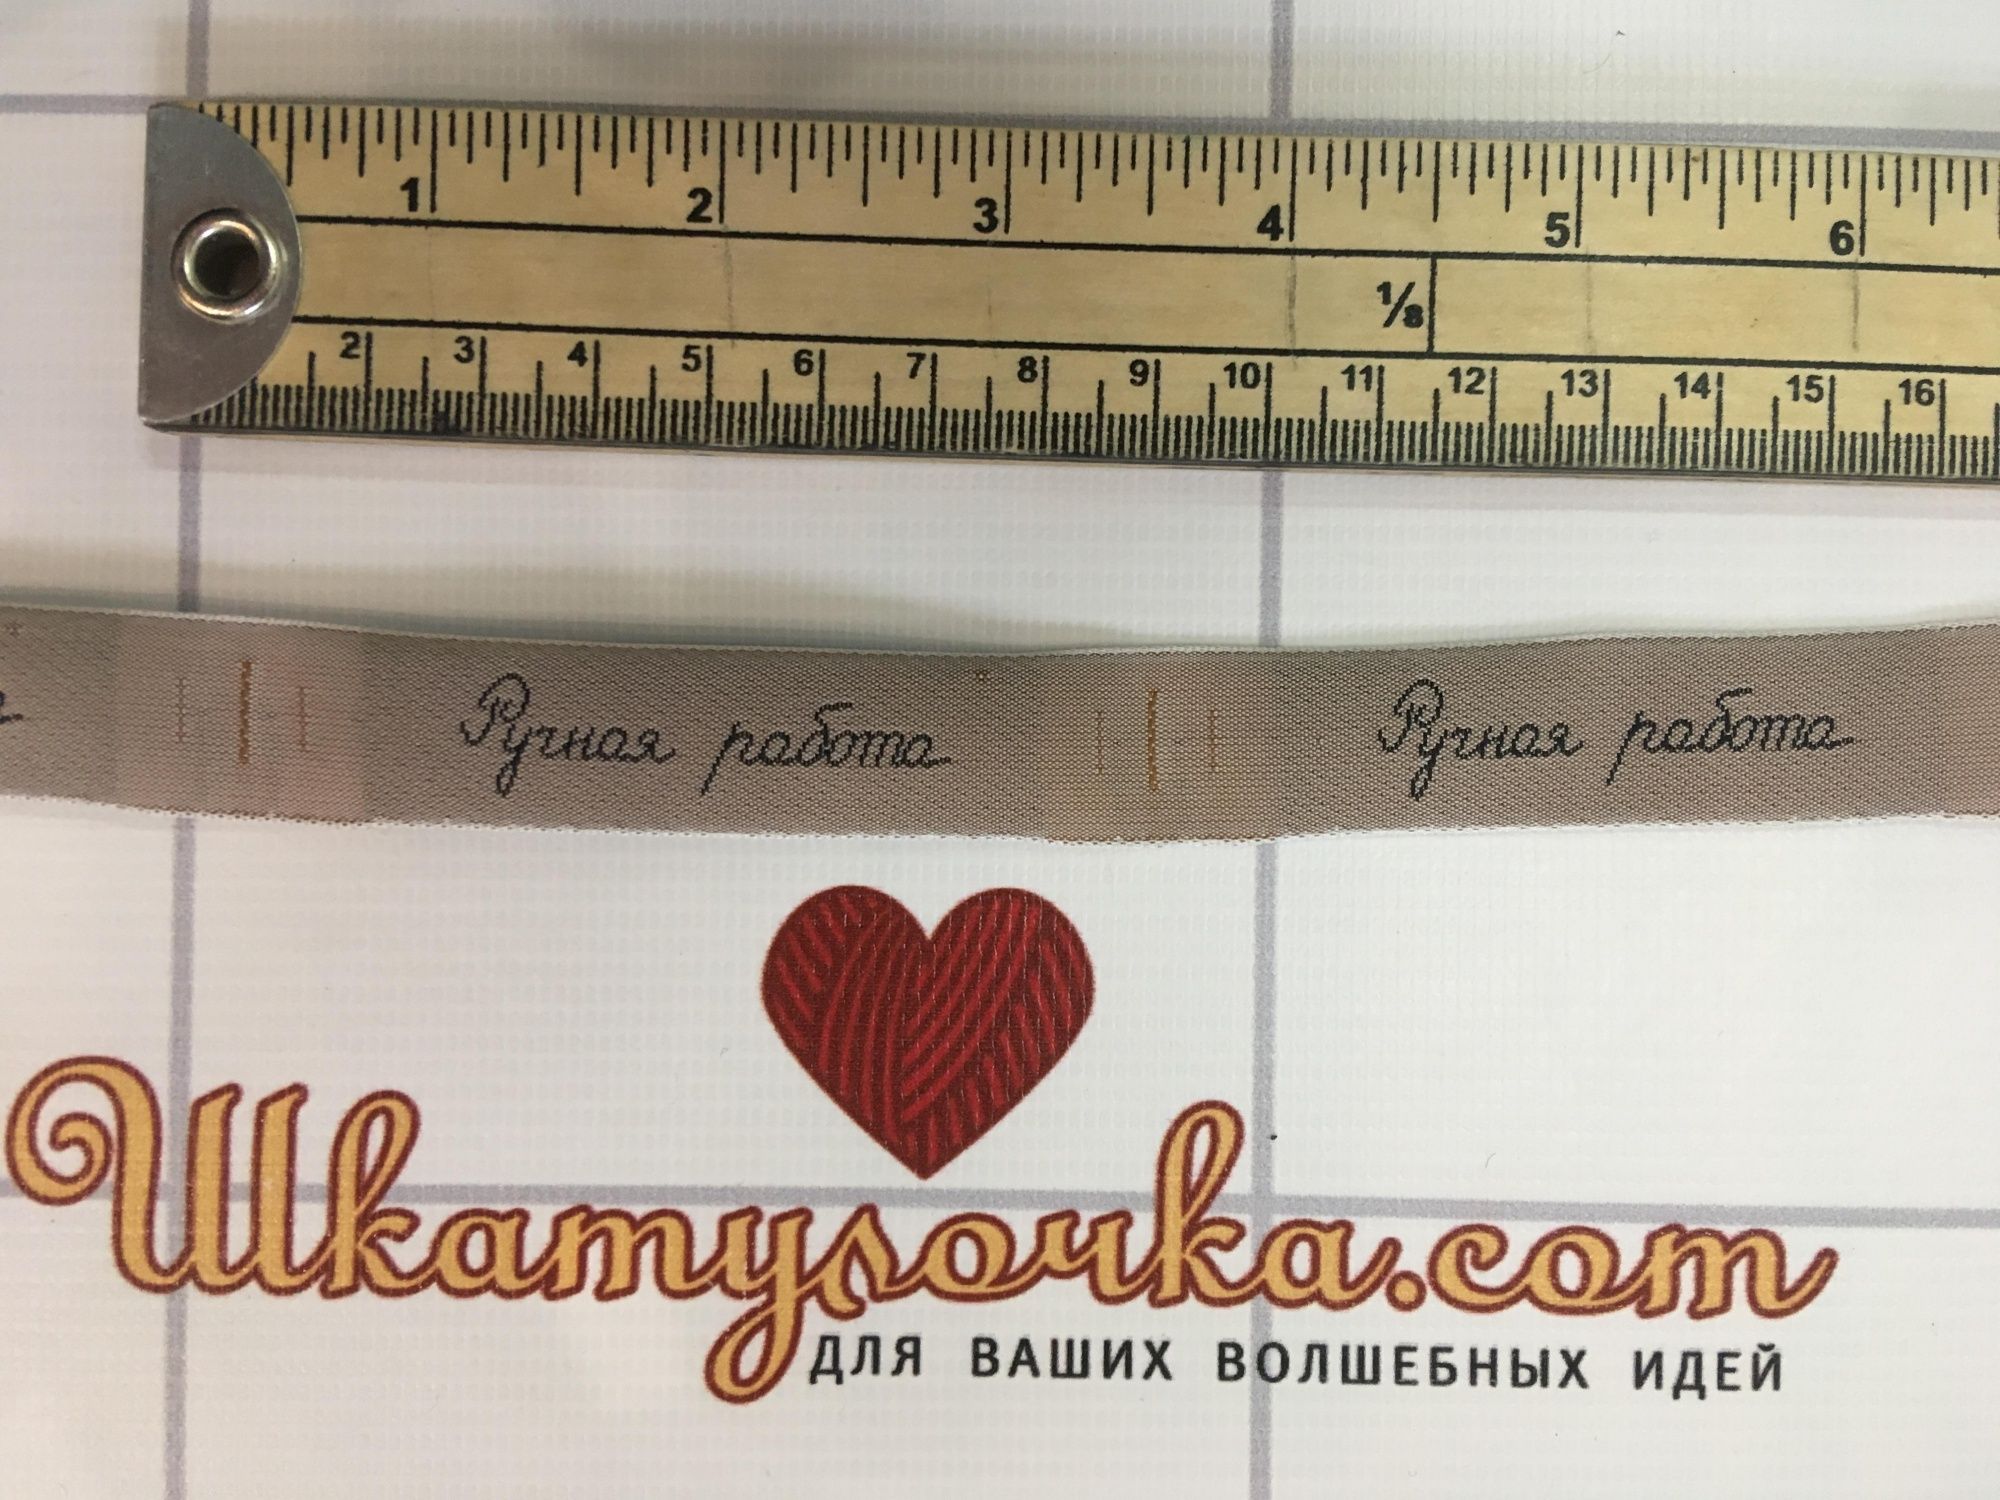 1 2 3 4 5 6
1/8
2 3 4 5 6 7 8 9 10 11 12 13 14 15 16
Ручная работа Ручная работа
Шкатулочка.com
ДЛЯ ВАШИХ ВОЛШЕБНЫХ ИДЕЙ